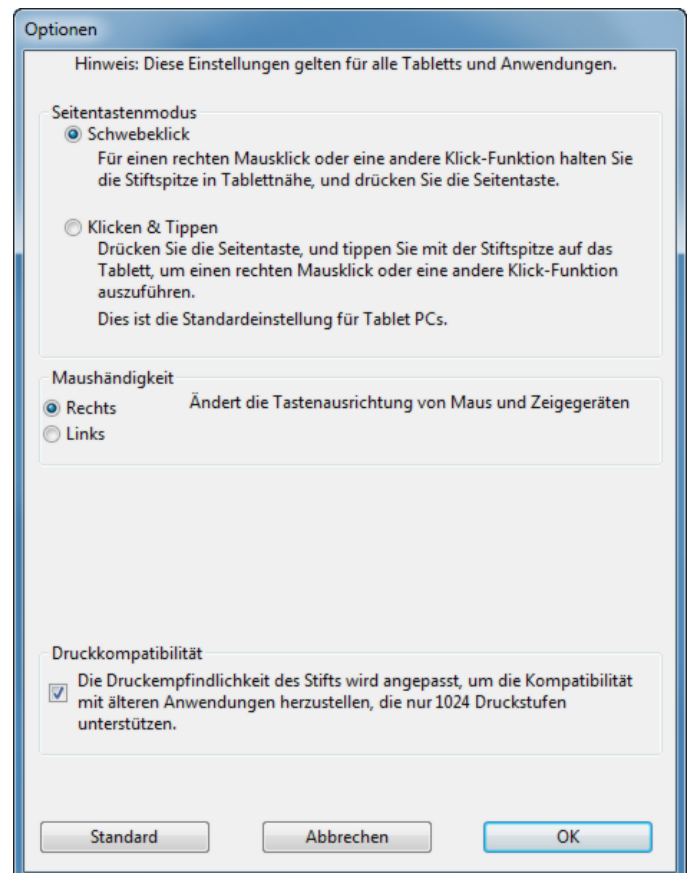 Optionen
Hinweis: Diese Einstellungen gelten für alle Tabletts und Anwendungen.
Seitentastenmodus
Schwebeklick
Für einen rechten Mausklick oder eine andere Klick-Funktion halten Sie
die Stiftspitze in Tablettnähe, und drücken Sie die Seitentaste.
Klicken & Tippen
Drücken Sie die Seitentaste, und tippen Sie mit der Stiftspitze auf das
Tablett, um einen rechten Mausklick oder eine andere Klick-Funktion
auszuführen.
Dies ist die Standardeinstellung für Tablet PCs.
Maushändigkeit
Rechts
Ändert die Tastenausrichtung von Maus und Zeigegeräten
Links
Druckkompatibilität
Die Druckempfindlichkeit des Stifts wird angepasst, um die Kompatibilität
mit älteren Anwendungen herzustellen, die nur 1024 Druckstufen
unterstützen.
Standard
Abbrechen
OK